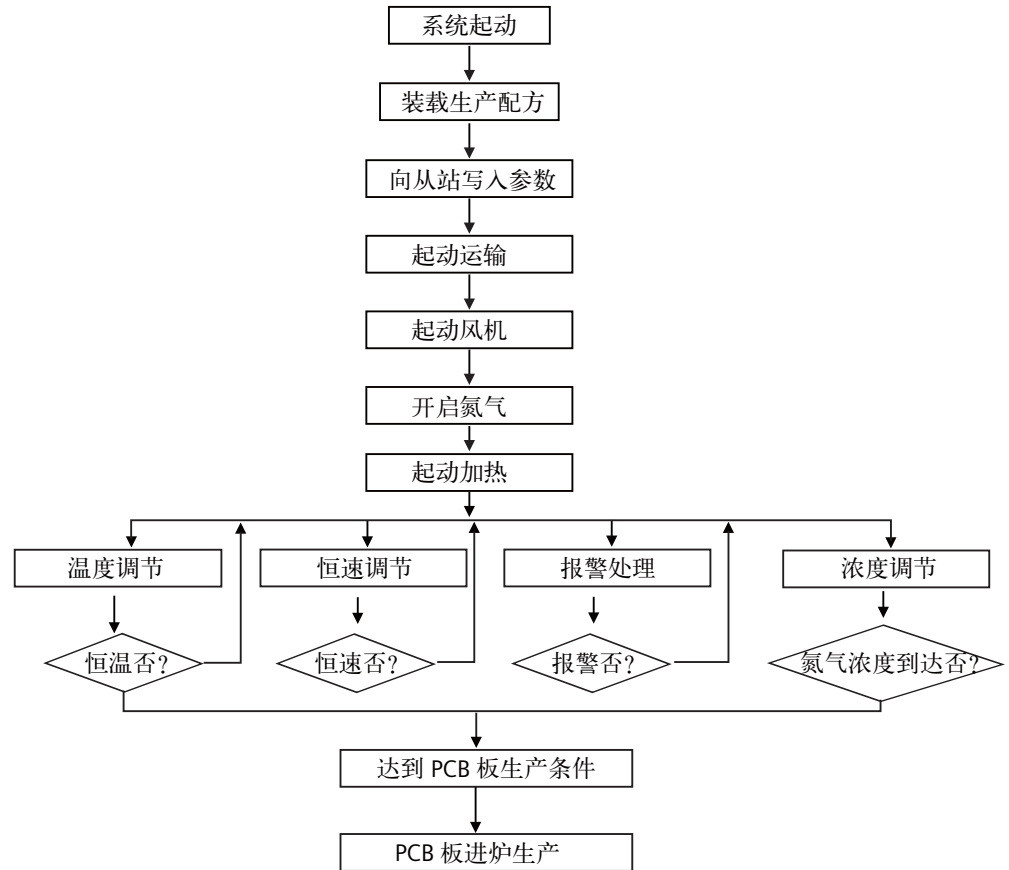 系统起动
装载生产配方
向从站写入参数
起动运输
起动风机
开启氮气
起动加热
温度调节
恒速调节
报警处理
浓度调节
恒温否?
恒速否?
报警否?
氮气浓度到达否?
达到 PCB 板生产条件
PCB 板进炉生产